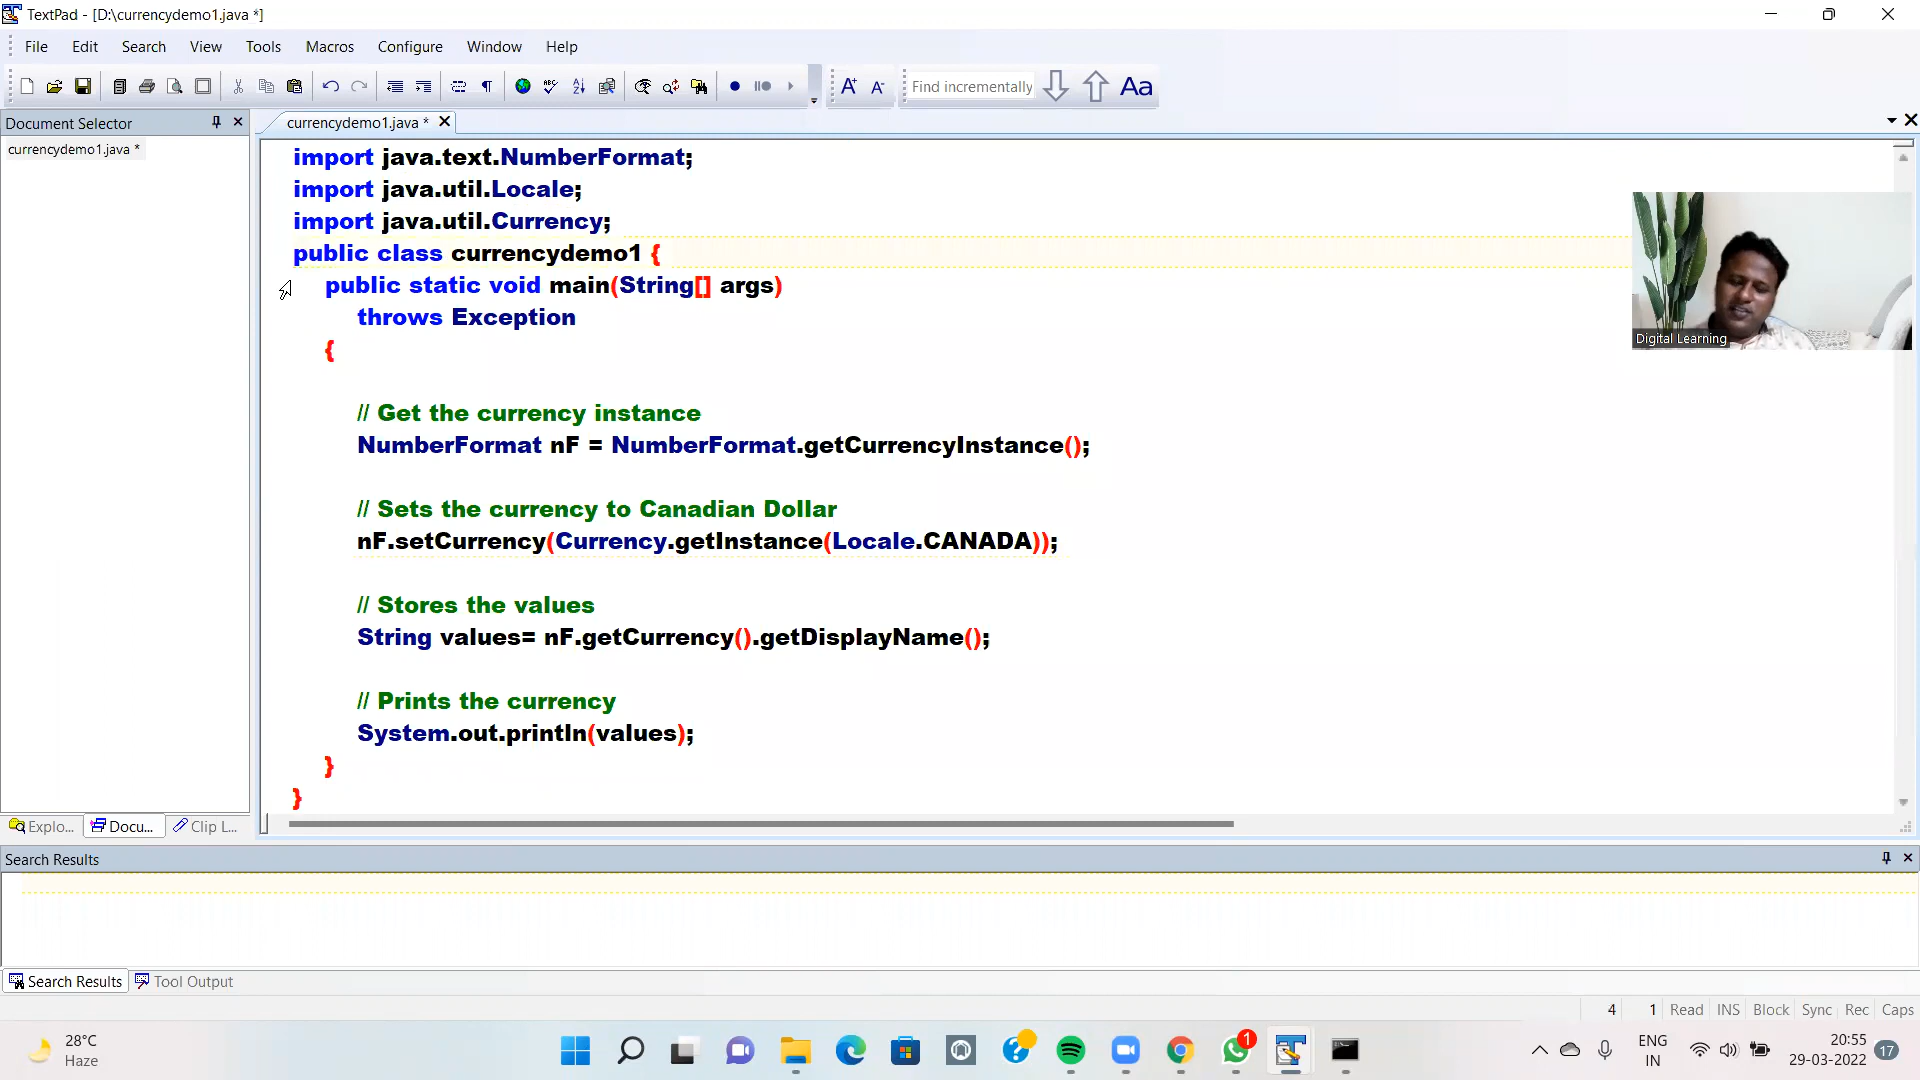 TextPad - [D:\currencydemo1.java *]
File Edit Search View Tools Macros Configure Window Help
Find incrementally Aa
Document Selector
currencydemo1.java *
currencydemo1.java *
import java.text.NumberFormat;
import java.util.Locale;
import java.util.Currency;
public class currencydemo1 {
public static void main(String[] args)
throws Exception
{
// Get the currency instance
NumberFormat nF = NumberFormat.getCurrencyInstance();
// Sets the currency to Canadian Dollar
nF.setCurrency(Currency.getInstance(Locale.CANADA));
// Stores the values
String values= nF.getCurrency().getDisplayName();
// Prints the currency
System.out.println(values);
}
}
Digital Learning
Explo... Docu... Clip L...
Search Results
Search Results Tool Output
4 1 Read INS Block Sync Rec Caps
28°C
Haze
1
ENG
IN
20:55
29-03-2022
17